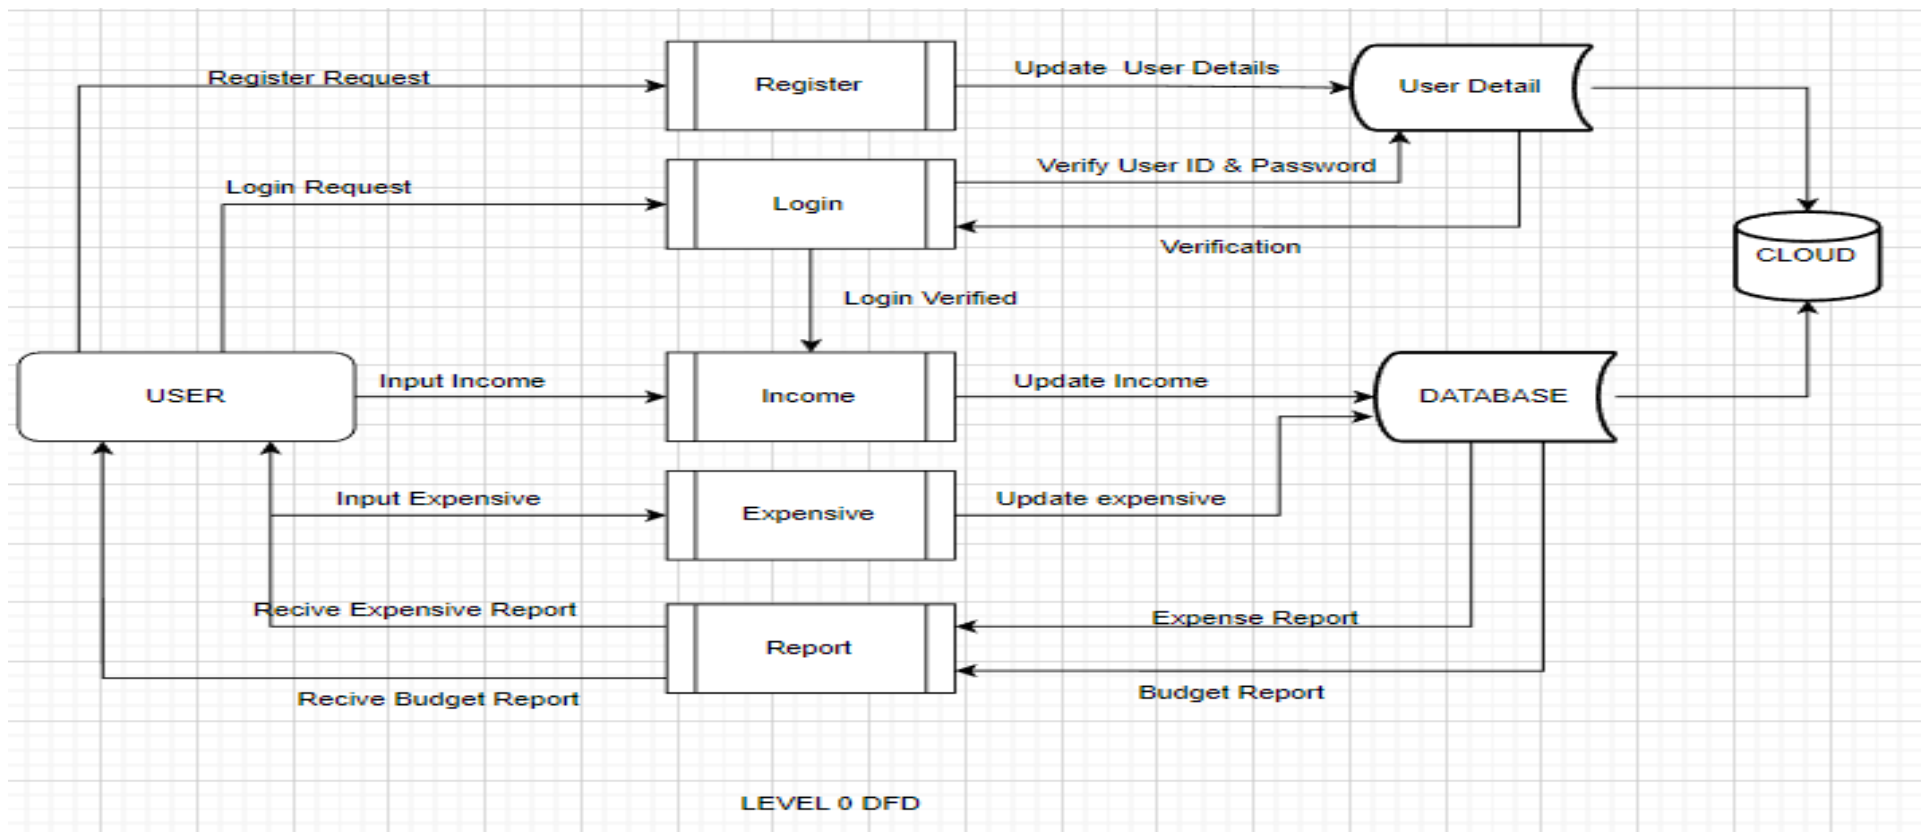 Register Request
Register
Update User Details
User Detail
Login Request
Login
Verify User ID & Password
Verification
CLOUD
Login Verified
USER
Input Income
Income
Update Income
DATABASE
Input Expensive
Expensive
Update expensive
Recive Expensive Report
Report
Expense Report
Recive Budget Report
Budget Report
LEVEL 0 DFD